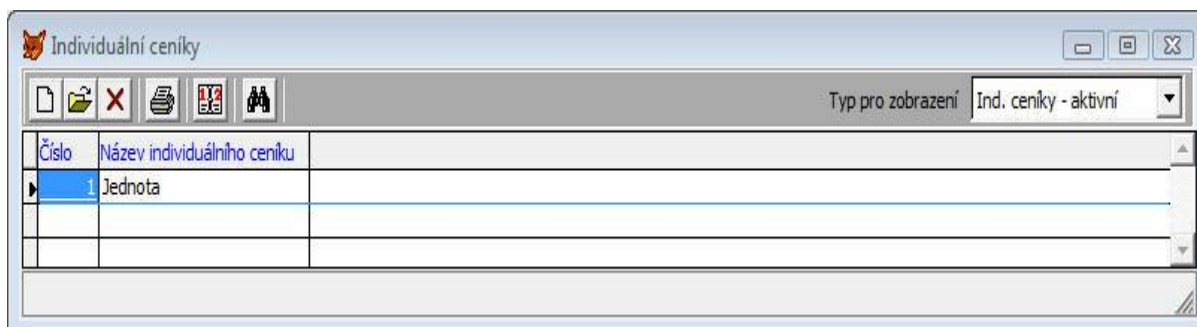 Individuální ceníky
Typ pro zobrazení Ind. ceníky - aktivní
Číslo Název individuálního ceníku
1 Jednota